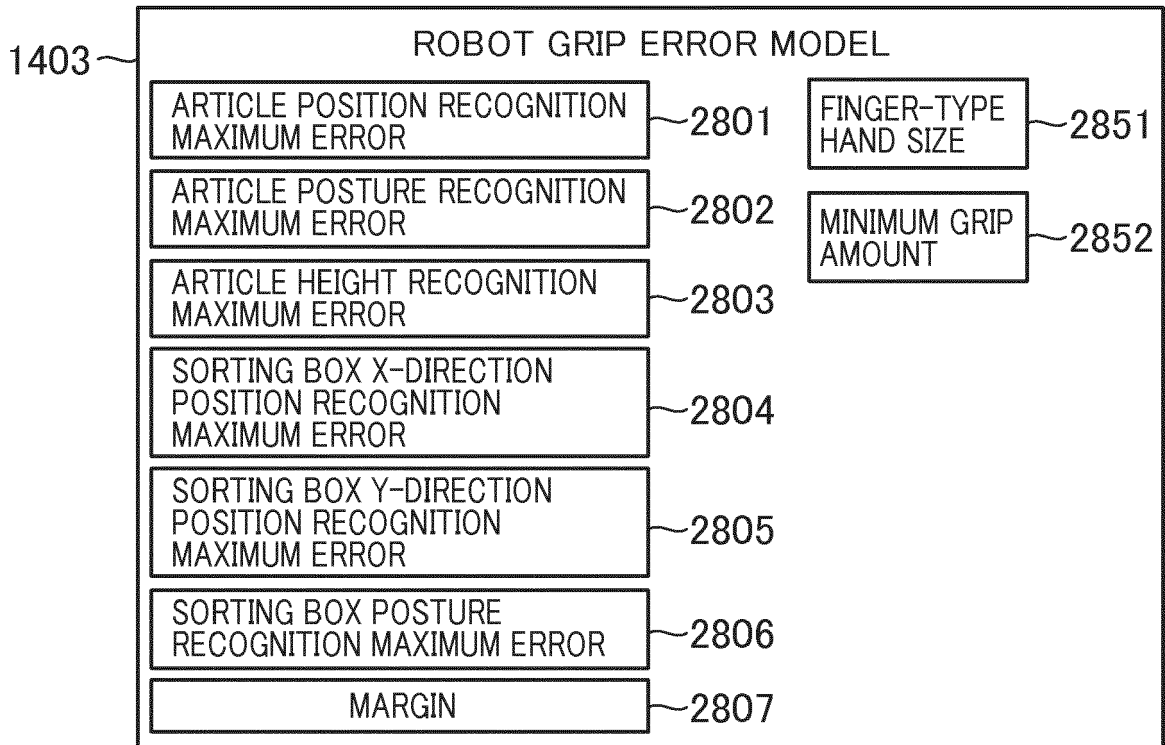 ROBOT GRIP ERROR MODEL
1403
ARTICLE POSITION RECOGNITION
MAXIMUM ERROR
2801
ARTICLE POSTURE RECOGNITION
MAXIMUM ERROR
2802
ARTICLE HEIGHT RECOGNITION
MAXIMUM ERROR
2803
SORTING BOX X-DIRECTION
POSITION RECOGNITION
MAXIMUM ERROR
2804
SORTING BOX Y-DIRECTION
POSITION RECOGNITION
MAXIMUM ERROR
2805
SORTING BOX POSTURE
RECOGNITION MAXIMUM ERROR
2806
MARGIN
2807
FINGER-TYPE
HAND SIZE
2851
MINIMUM GRIP
AMOUNT
2852